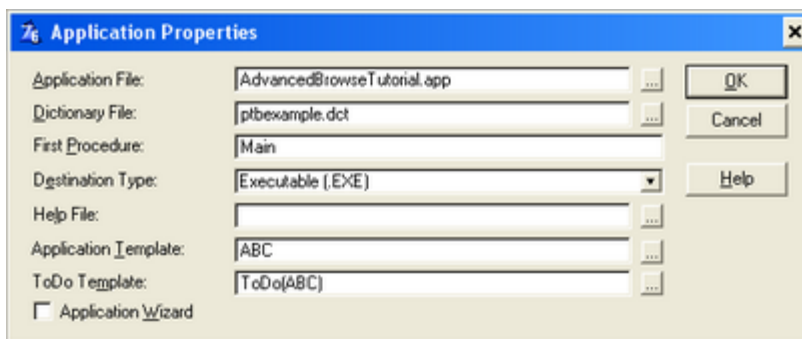 Application Properties
Application File: AdvancedBrowseTutorial.app ... OK
Dictionary File: ptbexample.dct ... Cancel
First Procedure: Main
Destination Type: Executable (.EXE) Help
Help File: ...
Application Template: ABC ...
ToDo Template: ToDo(ABC) ...
Application Wizard